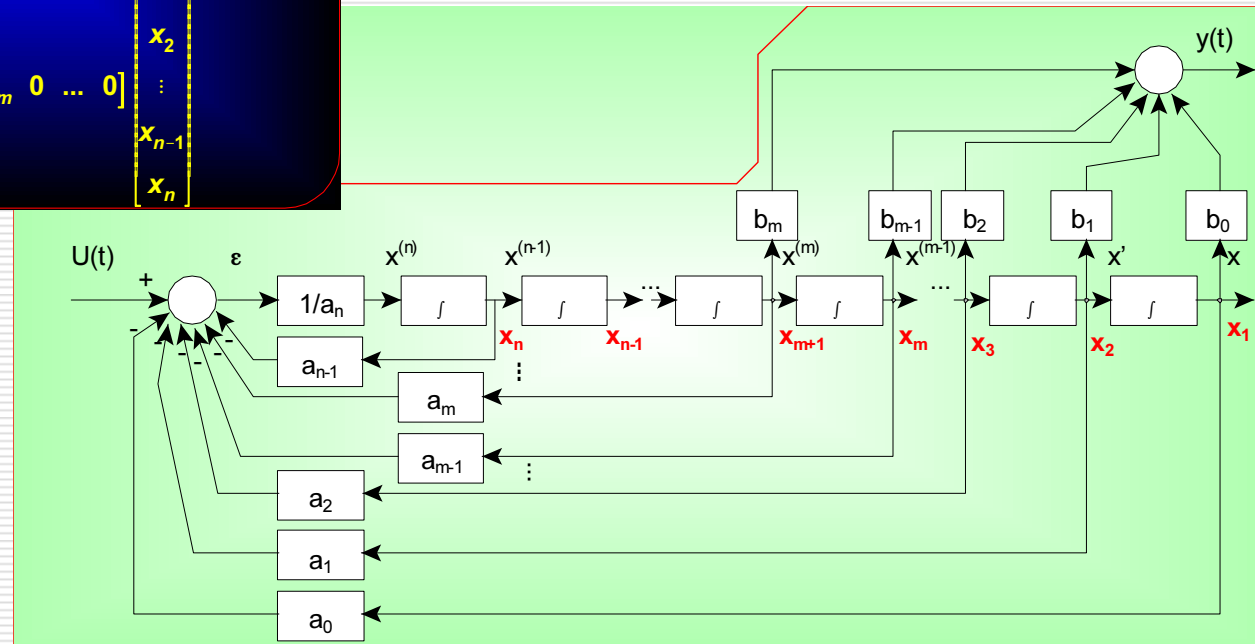 x₂
m 0 ... 0] ⋮
xₙ₋₁
xₙ
y(t)
bₘ bₘ₋₁ b₂ b₁ b₀
U(t) ε x⁽ⁿ⁾ x⁽ⁿ⁻¹⁾ x⁽ᵐ⁾ x⁽ᵐ⁻¹⁾ x' x
+ 1/aₙ ∫ ∫ ... ∫ ∫ ... ∫ ∫
- - - - - -
xₙ xₙ₋₁ xₘ₊₁ xₘ x₃ x₂ x₁
aₙ₋₁ ⋮
aₘ
aₘ₋₁ ⋮
a₂
a₁
a₀